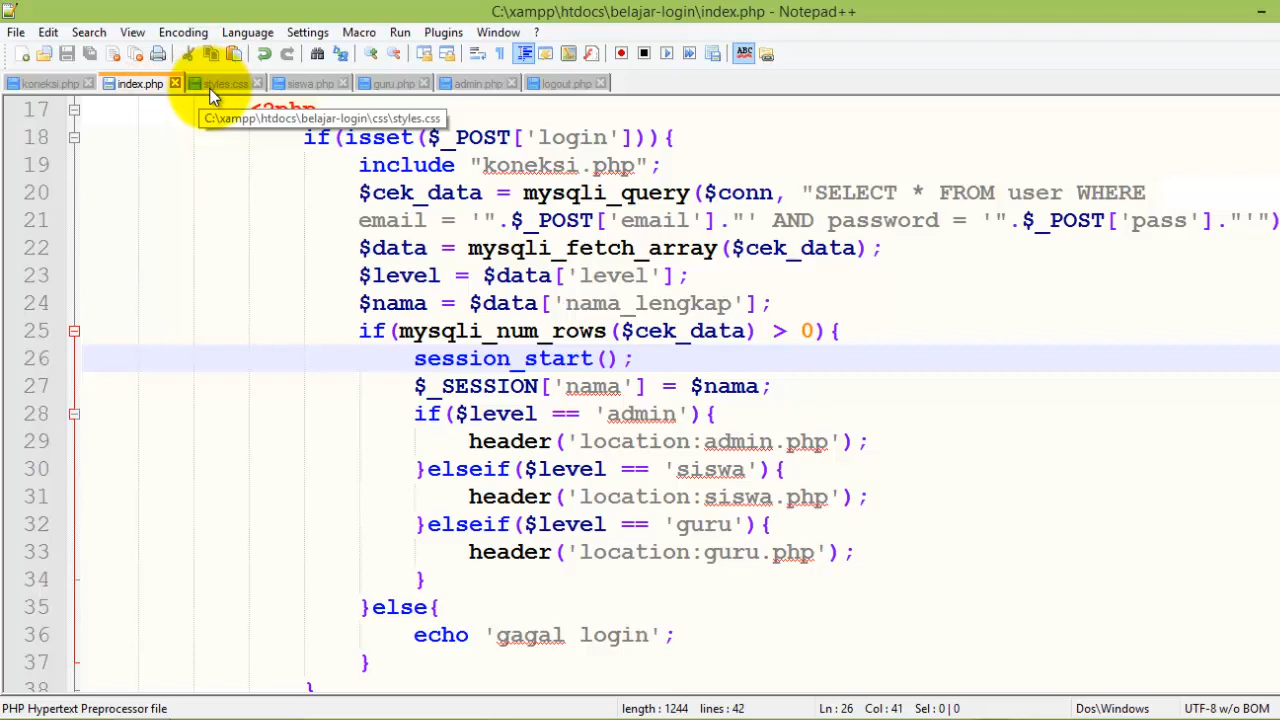 C:\xampp\htdocs\belajar-login\index.php - Notepad++
File Edit Search View Encoding Language Settings Macro Run Plugins Window ?
koneksi.php index.php styles.css siswa.php guru.php admin.php logout.php
17 <?php
C:\xampp\htdocs\belajar-login\css\styles.css
18 if(isset($_POST['login'])){
19 include "koneksi.php";
20 $cek_data = mysqli_query($conn, "SELECT * FROM user WHERE
21 email = '".$_POST['email']."' AND password = '".$_POST['pass']."'")
22 $data = mysqli_fetch_array($cek_data);
23 $level = $data['level'];
24 $nama = $data['nama_lengkap'];
25 if(mysqli_num_rows($cek_data) > 0){
26 session_start();
27 $_SESSION['nama'] = $nama;
28 if($level == 'admin'){
29 header('location:admin.php');
30 }elseif($level == 'siswa'){
31 header('location:siswa.php');
32 }elseif($level == 'guru'){
33 header('location:guru.php');
34 }
35 }else{
36 echo 'gagal login';
37 }
38 }
PHP Hypertext Preprocessor file length : 1244 lines : 42 Ln : 26 Col : 41 Sel : 0 | 0 Dos\Windows UTF-8 w/o BOM